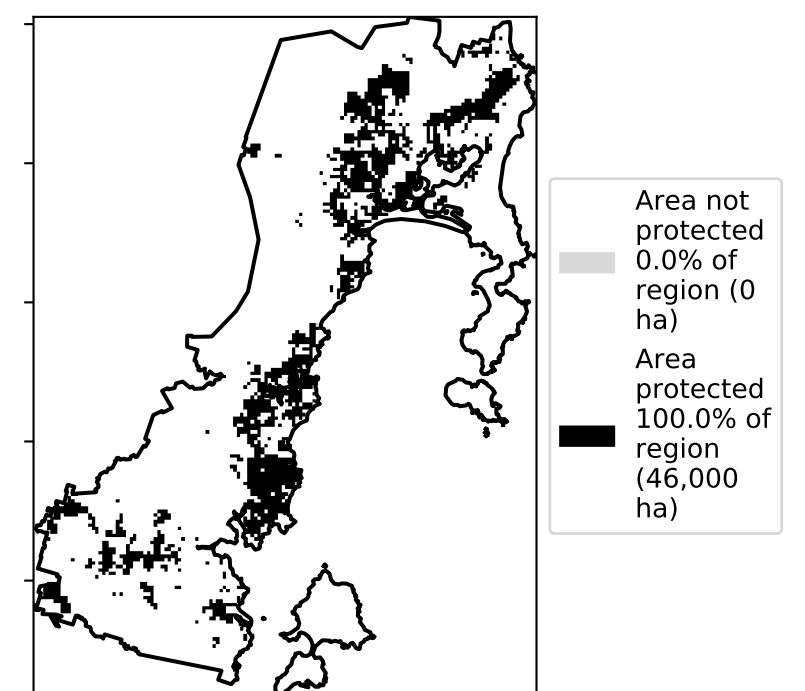 Area not
protected
0.0% of
region (0
ha)
Area
protected
100.0% of
region
(46,000
ha)